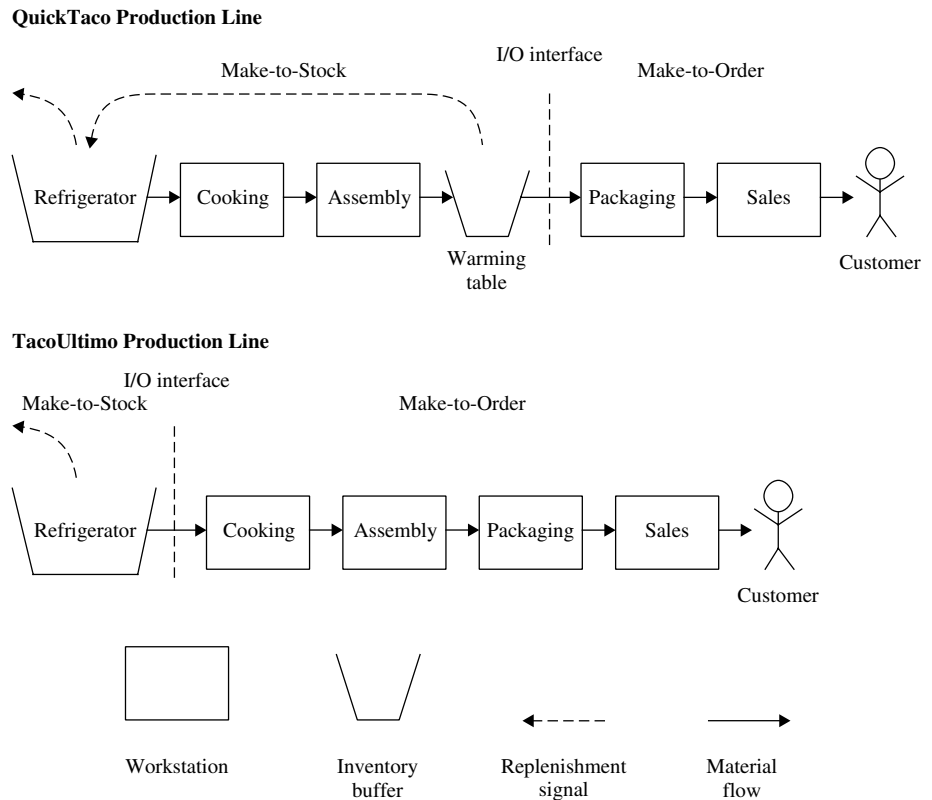 QuickTaco Production Line
I/O interface
Make-to-Stock
Make-to-Order
Refrigerator
Cooking
Assembly
Packaging
Sales
Warming
table
Customer
TacoUltimo Production Line
I/O interface
Make-to-Stock
Make-to-Order
Refrigerator
Cooking
Assembly
Packaging
Sales
Customer
Workstation
Inventory
buffer
Replenishment
signal
Material
flow